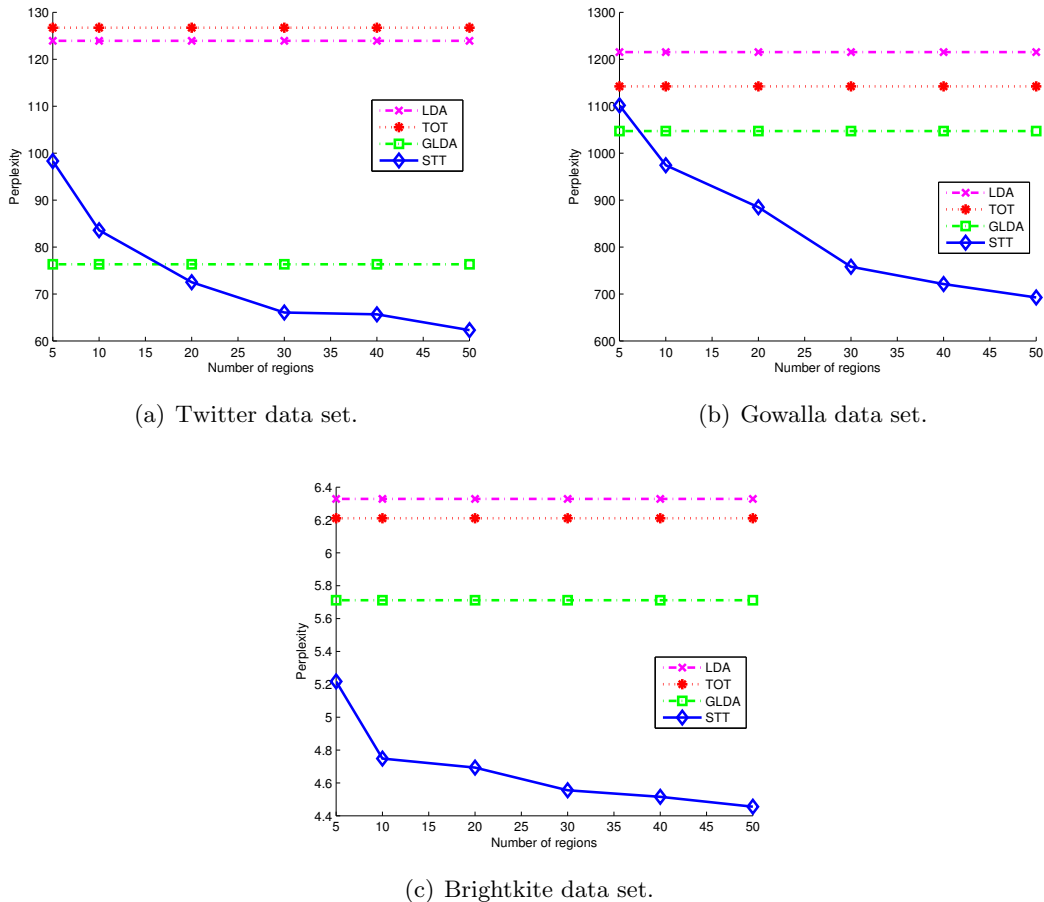 130
120
110
100
90
80
70
60
Perplexity
5 10 15 20 25 30 35 40 45 50
Number of regions
LDA
TOT
GLDA
STT
(a) Twitter data set.
1300
1200
1100
1000
900
800
700
600
Perplexity
5 10 15 20 25 30 35 40 45 50
Number of regions
LDA
TOT
GLDA
STT
(b) Gowalla data set.
6.4
6.2
6
5.8
5.6
5.4
5.2
5
4.8
4.6
4.4
Perplexity
5 10 15 20 25 30 35 40 45 50
Number of regions
LDA
TOT
GLDA
STT
(c) Brightkite data set.